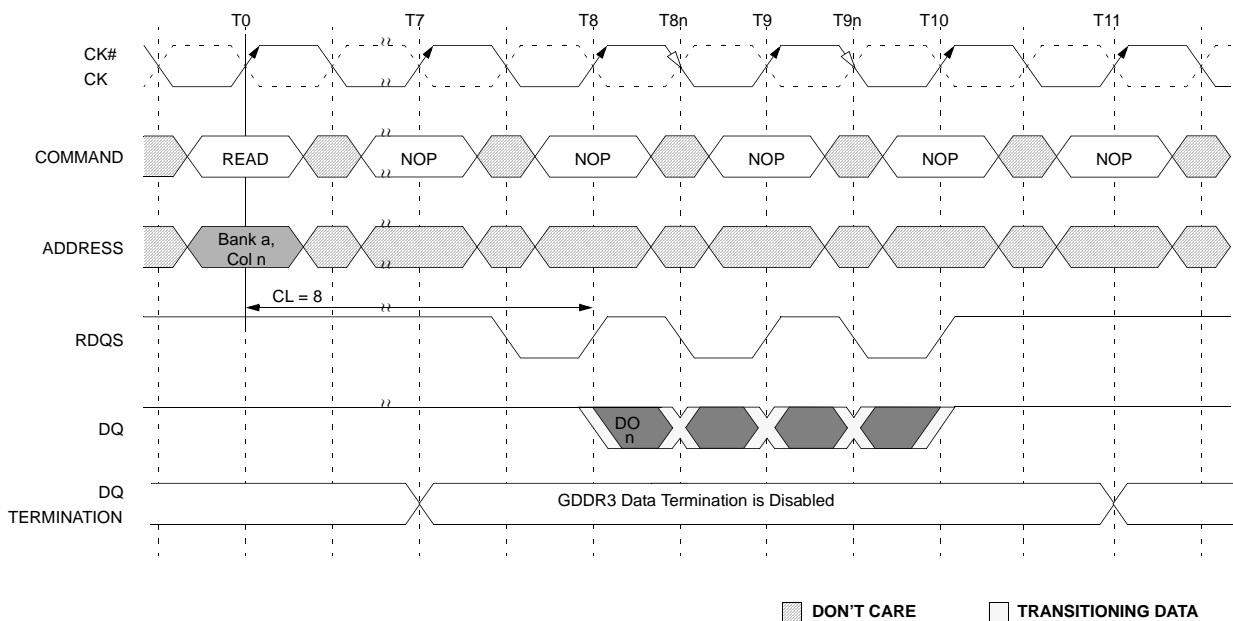 T0 T7 T8 T8n T9 T9n T10 T11
CK#
CK
COMMAND READ NOP NOP NOP NOP NOP
ADDRESS Bank a,
Col n
CL = 8
RDQS
DQ DO
n
DQ
TERMINATION GDDR3 Data Termination is Disabled
DON'T CARE TRANSITIONING DATA